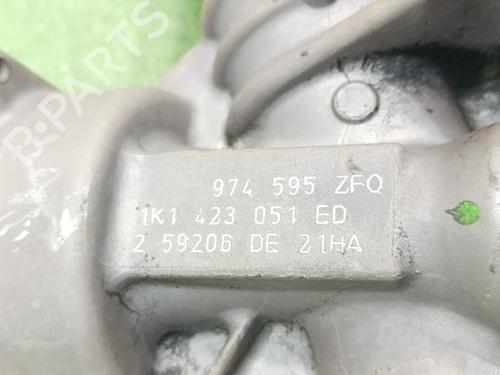 B-PARTS
974 595 ZFQ
1K1 423 051 ED
2 59206 DE 21HA